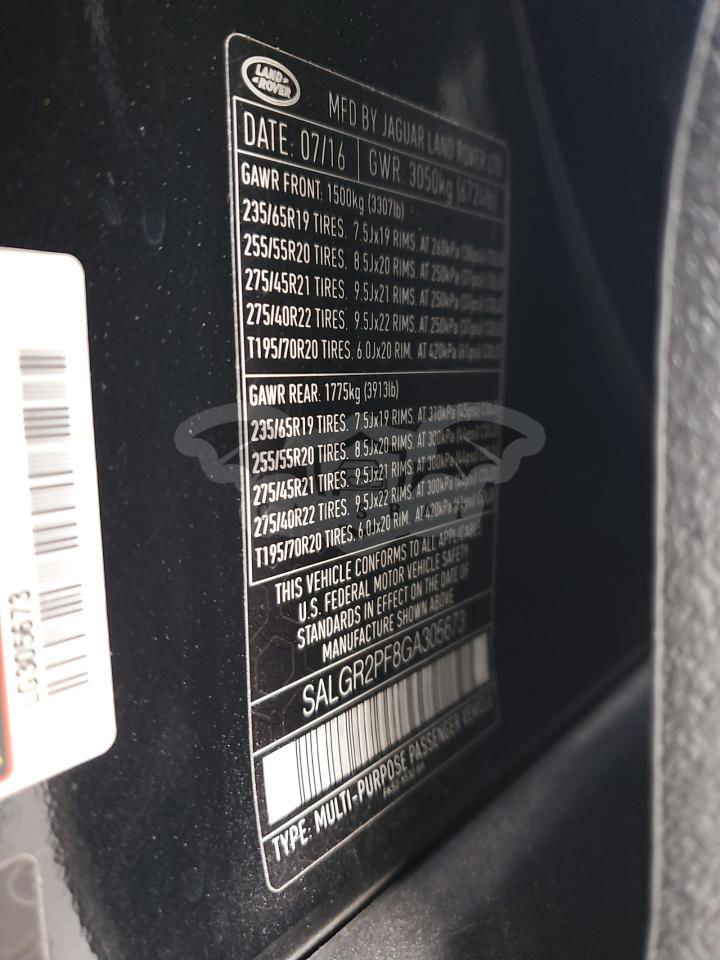 LAND
ROVER
MFD BY JAGUAR LAND ROVER LTD
DATE: 07/16 GWR: 3050kg (6724lb)
GAWR FRONT: 1500kg (3307lb)
235/65R19 TIRES. 7.5Jx19 RIMS. AT 260kPa
255/55R20 TIRES. 8.5Jx20 RIMS. AT 250kPa
275/45R21 TIRES. 9.5Jx21 RIMS. AT 250kPa
275/40R22 TIRES. 9.5Jx22 RIMS. AT 250kPa (37psi)
T195/70R20 TIRES. 6.0Jx20 RIM. AT 420kPa (61psi)
GAWR REAR: 1775kg (3913lb)
235/65R19 TIRES. 7.5Jx19 RIMS. AT 310kPa (45psi)
255/55R20 TIRES. 8.5Jx20 RIMS. AT 300kPa (44psi)
275/45R21 TIRES. 9.5Jx21 RIMS. AT 300kPa
275/40R22 TIRES. 9.5Jx22 RIMS. AT 300kPa
T195/70R20 TIRES. 6.0Jx20 RIM. AT 420kPa
THIS VEHICLE CONFORMS TO ALL APPLICABLE
U.S. FEDERAL MOTOR VEHICLE SAFETY
STANDARDS IN EFFECT ON THE DATE OF
MANUFACTURE SHOWN ABOVE
SALGR2PF8GA305673
TYPE: MULTI-PURPOSE PASSENGER VEHICLE
LG305673